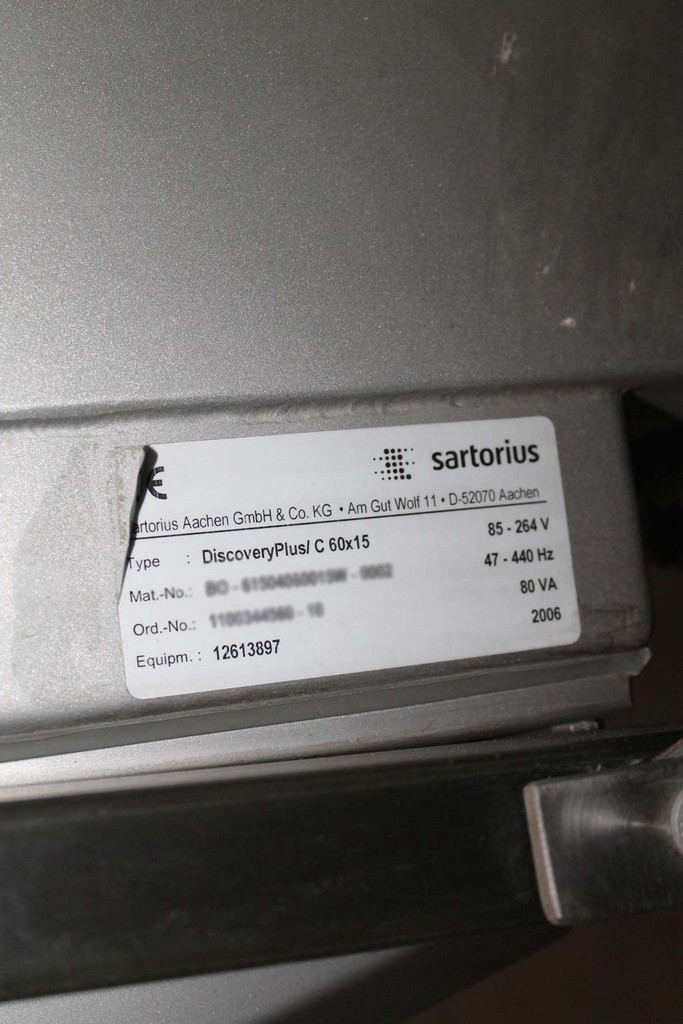 CE
sartorius
artorius Aachen GmbH & Co. KG • Am Gut Wolf 11 • D-52070 Aachen
Type : DiscoveryPlus/ C 60x15
85 - 264 V
Mat.-No.:
47 - 440 Hz
Ord.-No.:
80 VA
Equipm. : 12613897
2006